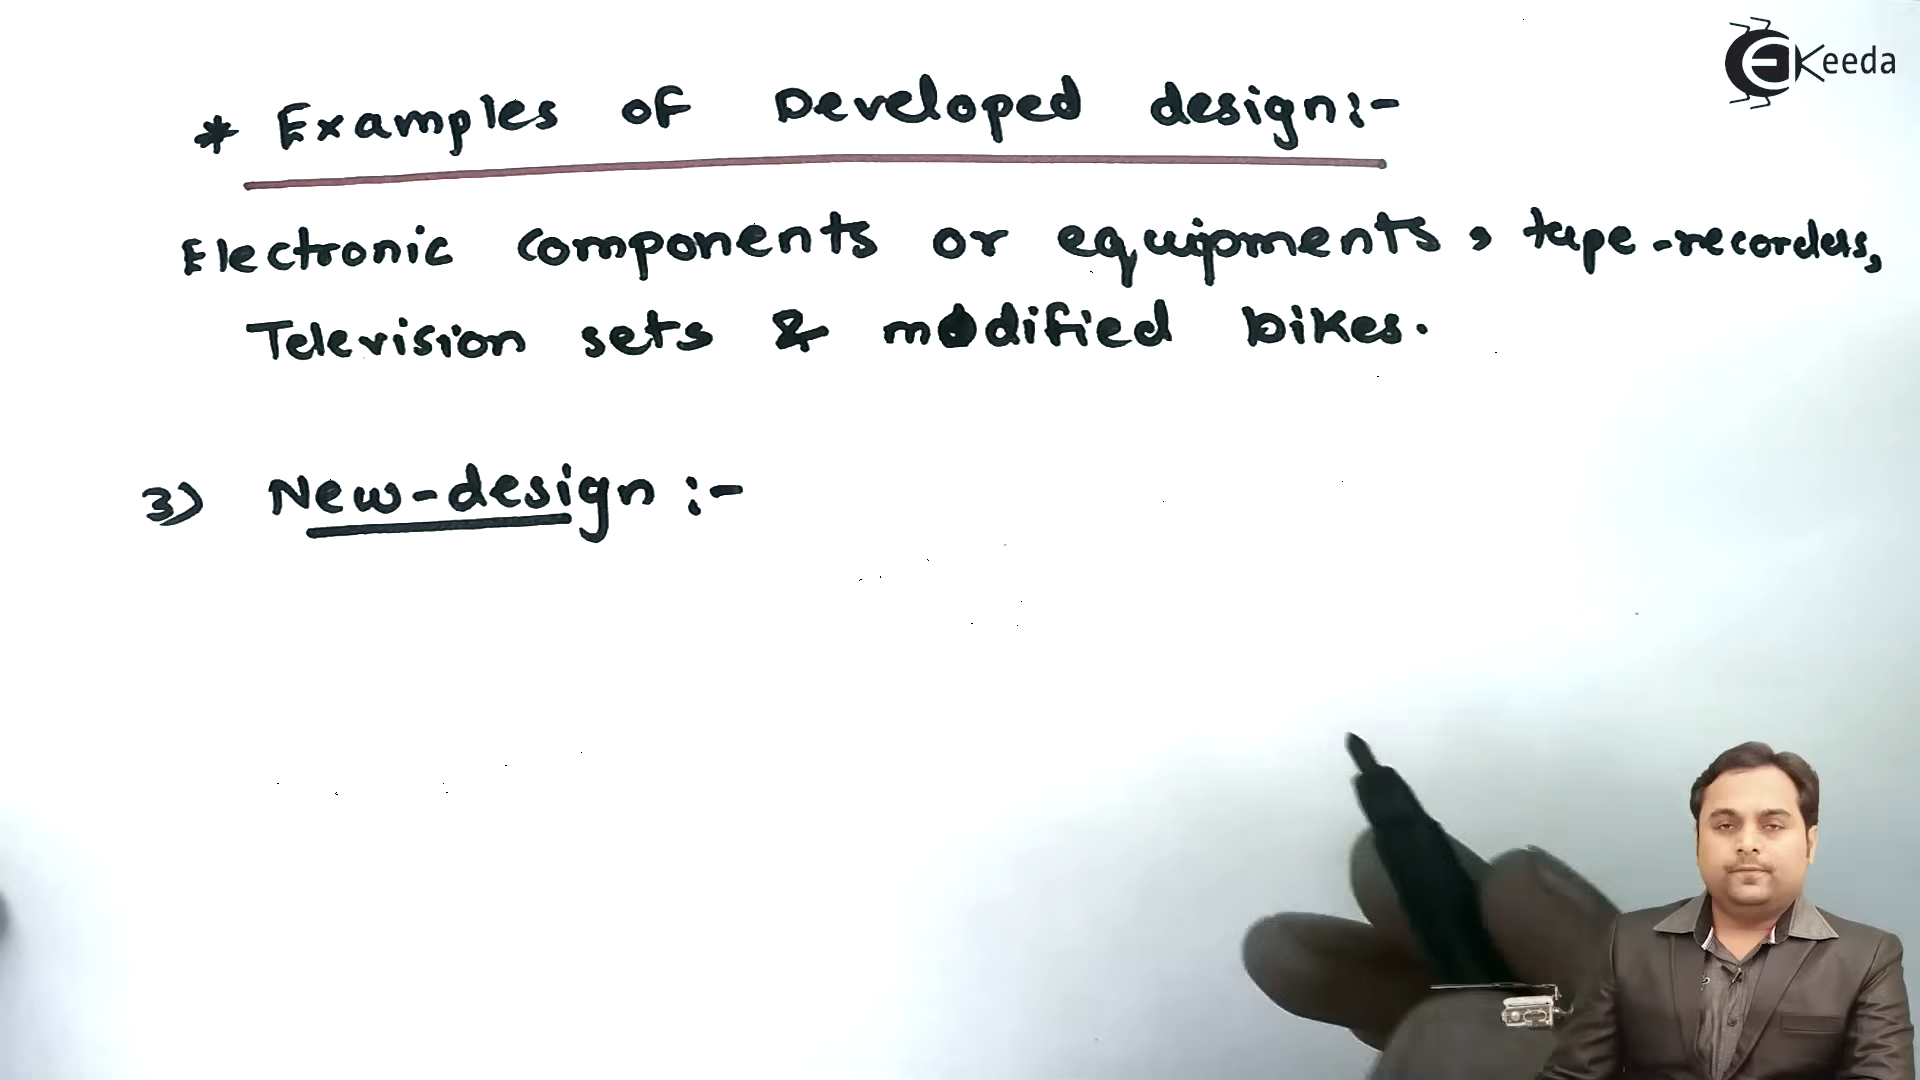 EKeeda
* Examples of Developed design:-
Electronic components or equipments, tape-recorders,
Television sets & modified bikes.
3) New-design :-